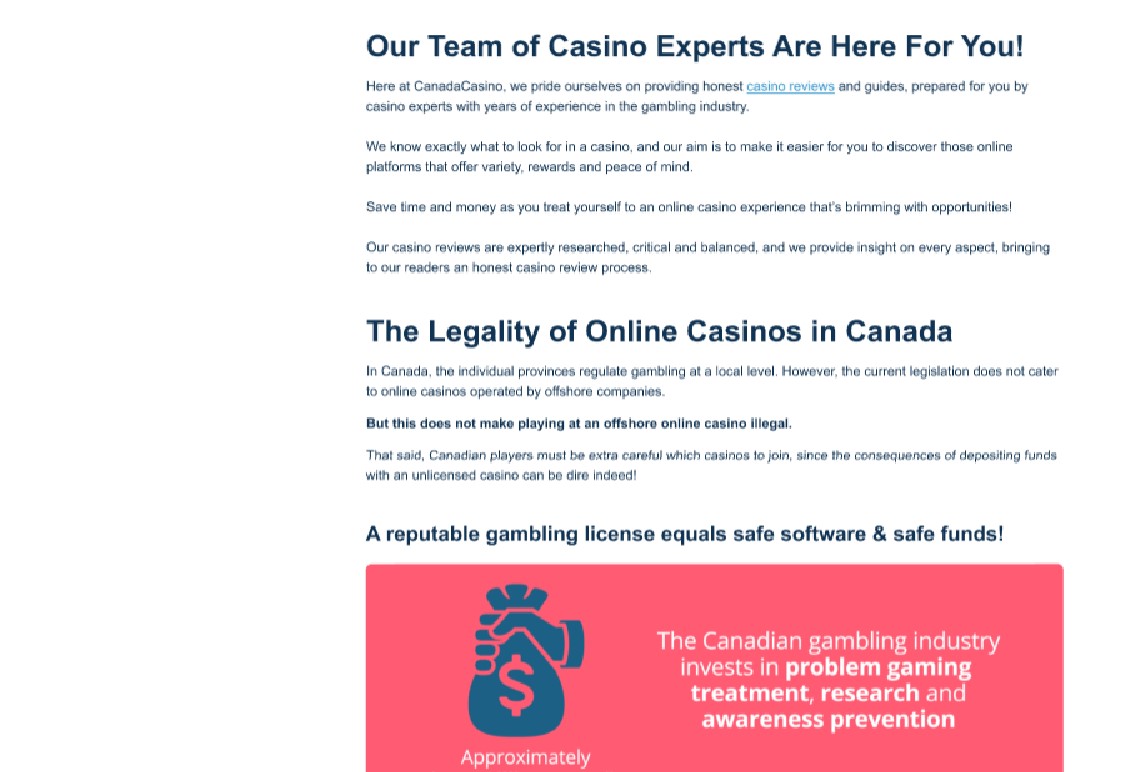 Our Team of Casino Experts Are Here For You!
Here at CanadaCasino, we pride ourselves on providing honest casino reviews and guides, prepared for you by
casino experts with years of experience in the gambling industry.
We know exactly what to look for in a casino, and our aim is to make it easier for you to discover those online
platforms that offer variety, rewards and peace of mind.
Save time and money as you treat yourself to an online casino experience that's brimming with opportunities!
Our casino reviews are expertly researched, critical and balanced, and we provide insight on every aspect, bringing
to our readers an honest casino review process.
The Legality of Online Casinos in Canada
In Canada, the individual provinces regulate gambling at a local level. However, the current legislation does not cater
to online casinos operated by offshore companies.
But this does not make playing at an offshore online casino illegal.
That said, Canadian players must be extra careful which casinos to join, since the consequences of depositing funds
with an unlicensed casino can be dire indeed!
A reputable gambling license equals safe software & safe funds!
$
The Canadian gambling industry
invests in problem gaming
treatment, research and
awareness prevention
Approximately